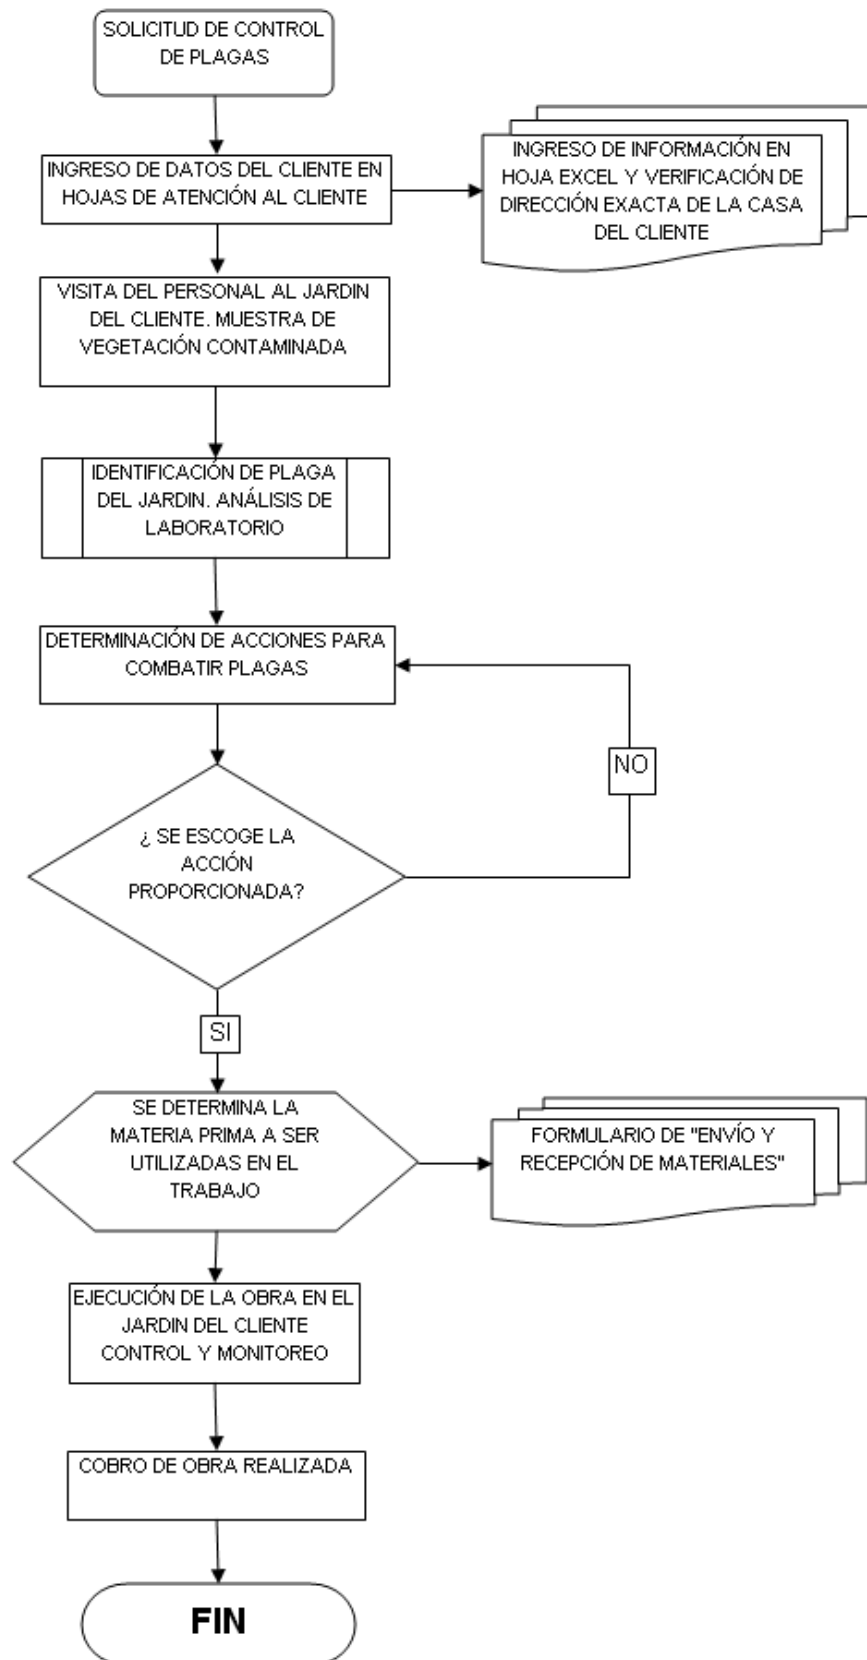 SOLICITUD DE CONTROL
DE PLAGAS
INGRESO DE DATOS DEL CLIENTE EN
HOJAS DE ATENCIÓN AL CLIENTE
INGRESO DE INFORMACIÓN EN
HOJA EXCEL Y VERIFICACIÓN DE
DIRECCIÓN EXACTA DE LA CASA
DEL CLIENTE
VISITA DEL PERSONAL AL JARDIN
DEL CLIENTE. MUESTRA DE
VEGETACIÓN CONTAMINADA
IDENTIFICACIÓN DE PLAGA
DEL JARDIN. ANÁLISIS DE
LABORATORIO
DETERMINACIÓN DE ACCIONES PARA
COMBATIR PLAGAS
NO
¿ SE ESCOGE LA
ACCIÓN
PROPORCIONADA?
SI
SE DETERMINA LA
MATERIA PRIMA A SER
UTILIZADAS EN EL
TRABAJO
FORMULARIO DE "ENVÍO Y
RECEPCIÓN DE MATERIALES"
EJECUCIÓN DE LA OBRA EN EL
JARDIN DEL CLIENTE
CONTROL Y MONITOREO
COBRO DE OBRA REALIZADA
FIN